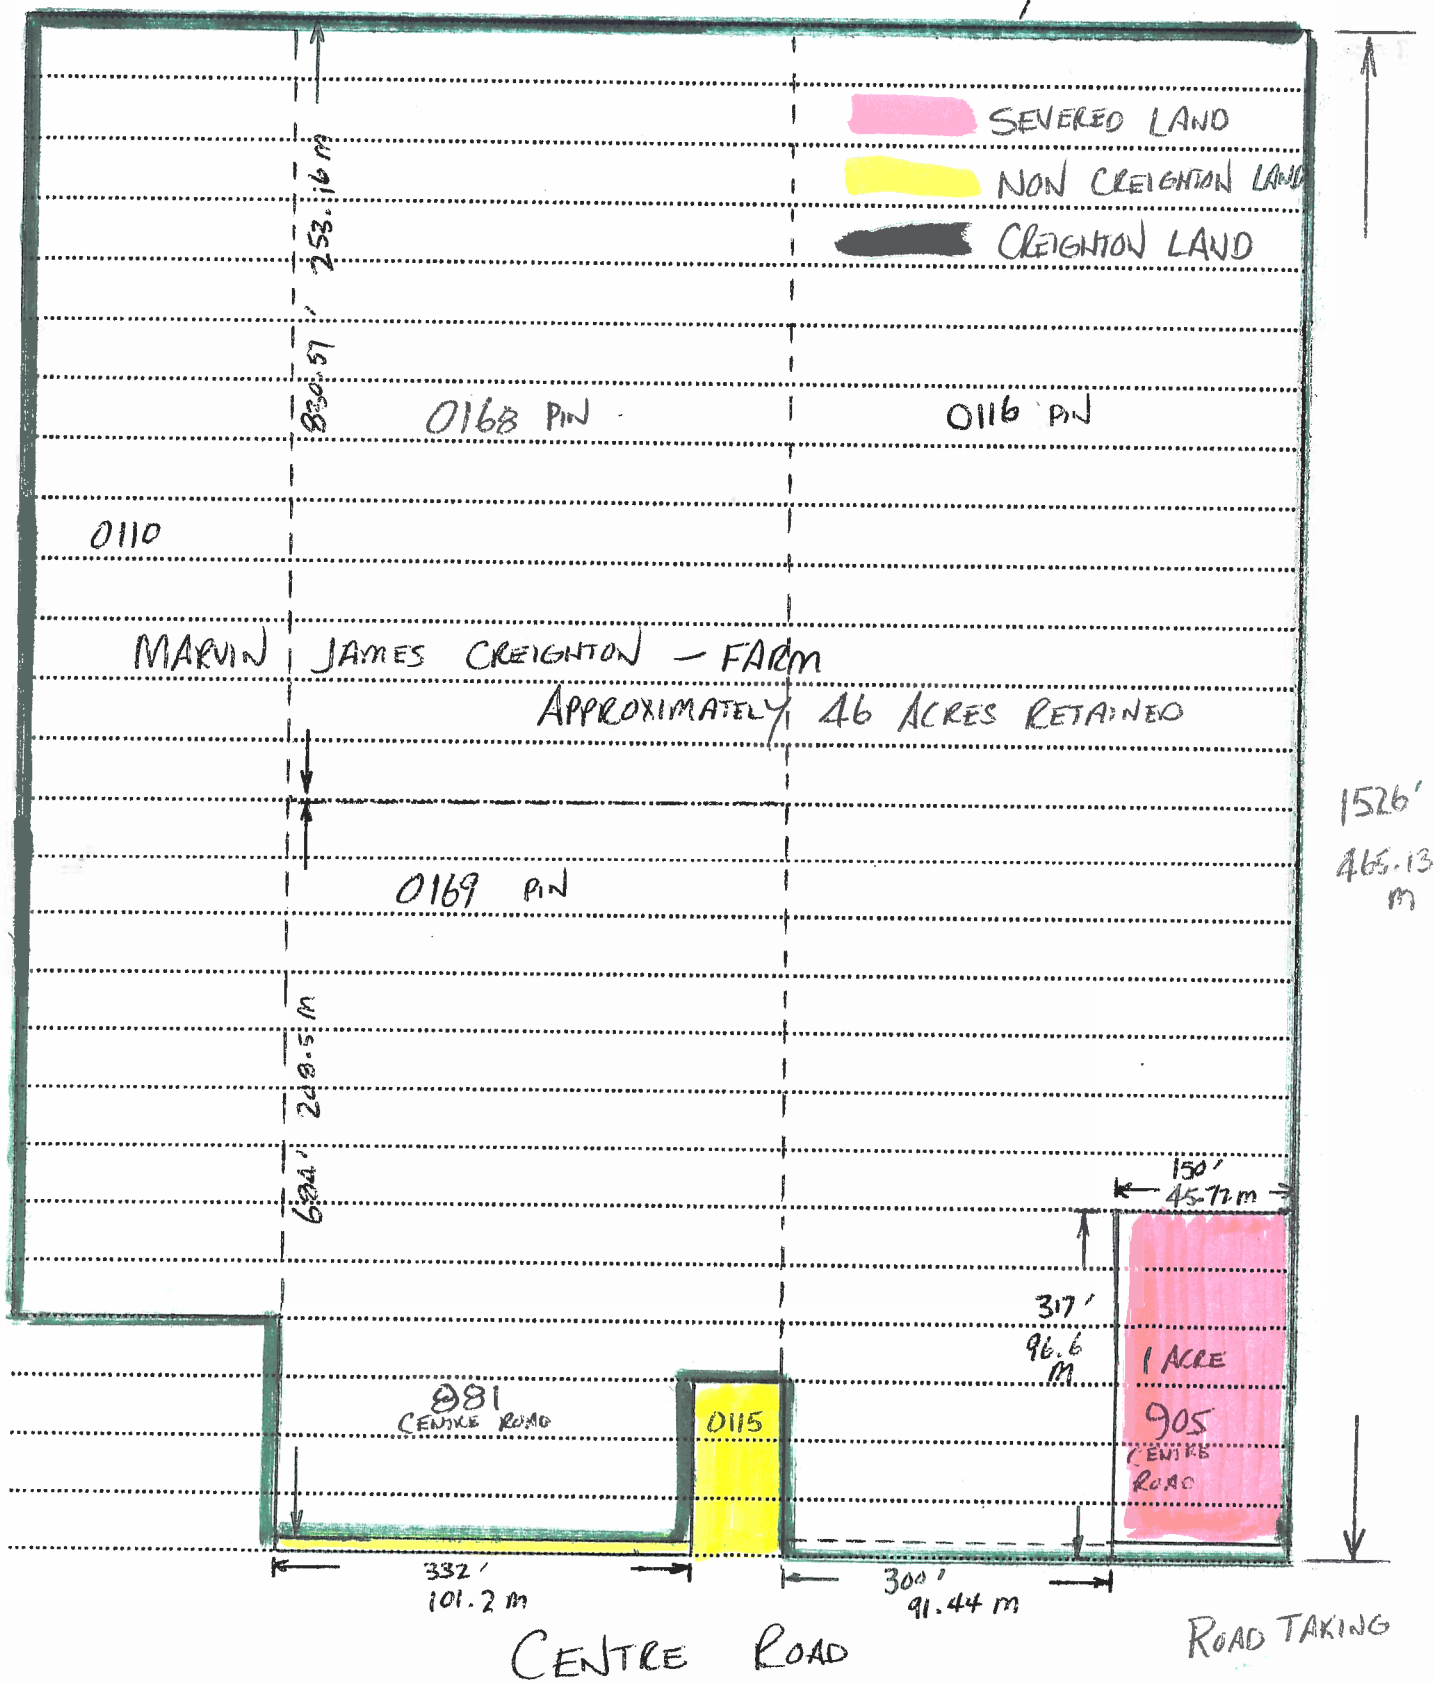 SEVERED LAND
NON CREIGHTON LAND
CREIGHTON LAND
253.16 m
830.57'
0168 PIN
0116 PIN
0110
MARVIN JAMES CREIGHTON - FARM
APPROXIMATELY 46 ACRES RETAINED
1526'
465.13
m
0169 PIN
208.5 m
684'
150'
45.72 m
317'
96.6
m
1 ACRE
905
CENTRE
ROAD
881
CENTRE ROAD
0115
332'
101.2 m
300'
91.44 m
CENTRE ROAD
ROAD TAKING